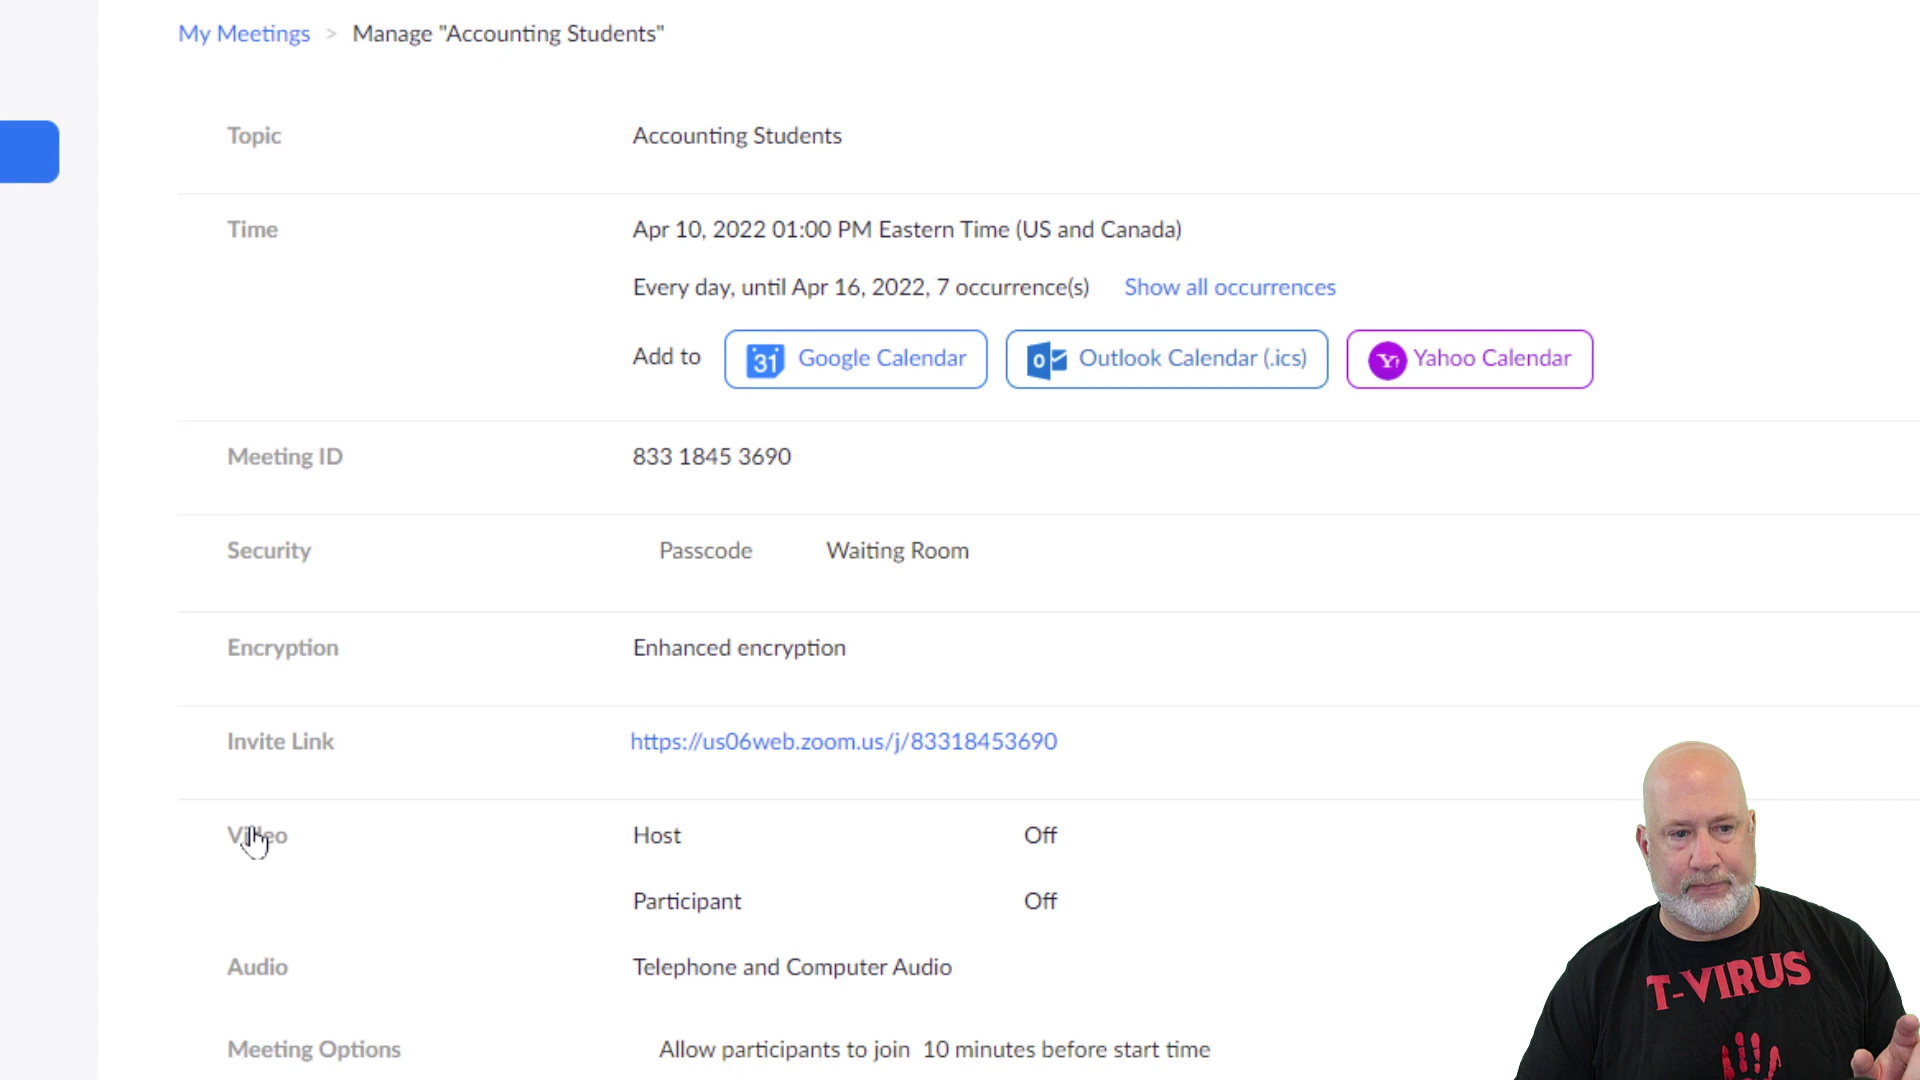 My Meetings > Manage "Accounting Students"
Topic Accounting Students
Time Apr 10, 2022 01:00 PM Eastern Time (US and Canada)
Every day, until Apr 16, 2022, 7 occurrence(s) Show all occurrences
Add to 31 Google Calendar Outlook Calendar (.ics) Y! Yahoo Calendar
Meeting ID 833 1845 3690
Security Passcode Waiting Room
Encryption Enhanced encryption
Invite Link https://us06web.zoom.us/j/83318453690
Video Host Off
Participant Off
Audio Telephone and Computer Audio
Meeting Options Allow participants to join 10 minutes before start time
T-VIRUS